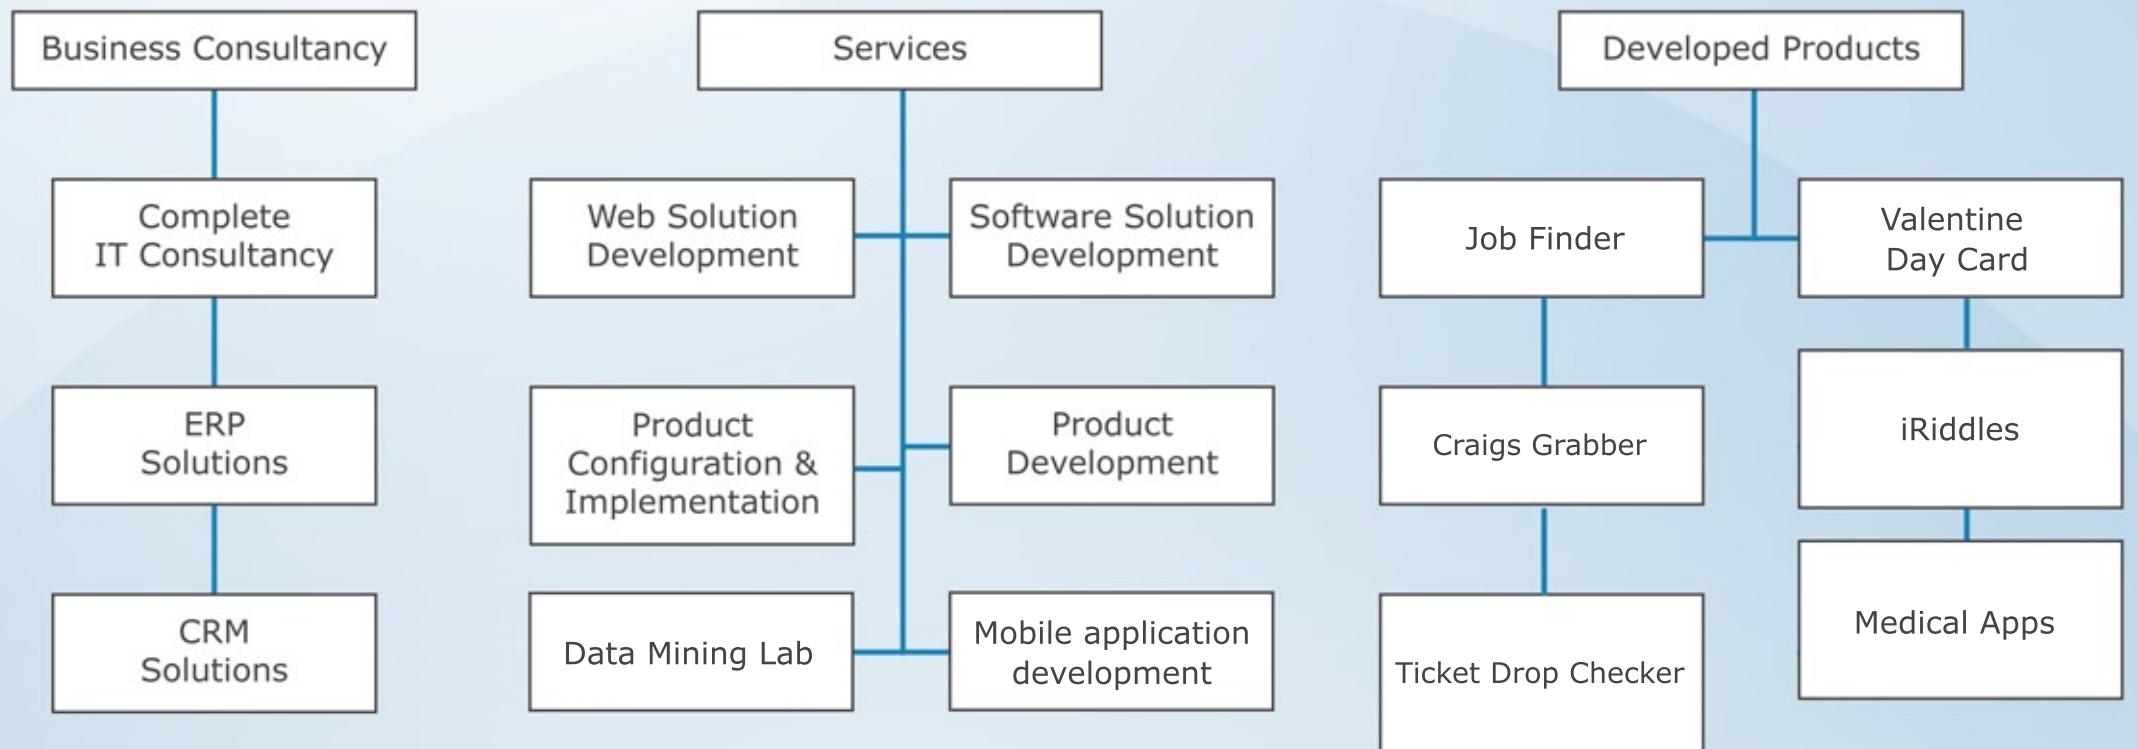 Business Consultancy
Services
Developed Products
Complete
IT Consultancy
ERP
Solutions
CRM
Solutions
Web Solution
Development
Software Solution
Development
Product
Configuration &
Implementation
Product
Development
Data Mining Lab
Mobile application
development
Job Finder
Valentine
Day Card
Craigs Grabber
iRiddles
Ticket Drop Checker
Medical Apps